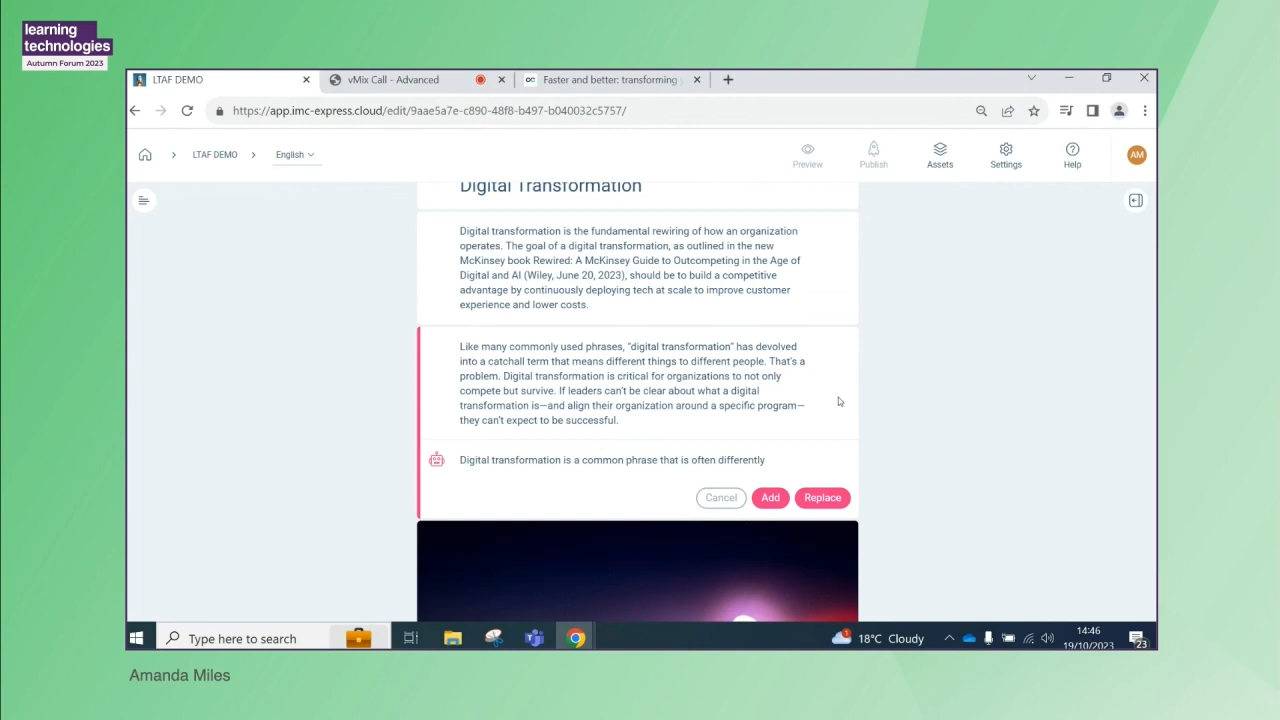 learning
technologies
Autumn Forum 2023
LTAF DEMO
vMix Call - Advanced
Faster and better: transforming
https://app.imc-express.cloud/edit/9aae5a7e-c890-48f8-b497-b040032c5757/
LTAF DEMO
English
Preview
Publish
Assets
Settings
Help
AM
Digital Transformation
Digital transformation is the fundamental rewiring of how an organization
operates. The goal of a digital transformation, as outlined in the new
McKinsey book Rewired: A McKinsey Guide to Outcompeting in the Age of
Digital and AI (Wiley, June 20, 2023), should be to build a competitive
advantage by continuously deploying tech at scale to improve customer
experience and lower costs.
Like many commonly used phrases, “digital transformation” has devolved
into a catchall term that means different things to different people. That’s a
problem. Digital transformation is critical for organizations to not only
compete but survive. If leaders can’t be clear about what a digital
transformation is—and align their organization around a specific program—
they can’t expect to be successful.
Digital transformation is a common phrase that is often differently
Cancel
Add
Replace
Type here to search
18°C Cloudy
14:46
19/10/2023
23
Amanda Miles